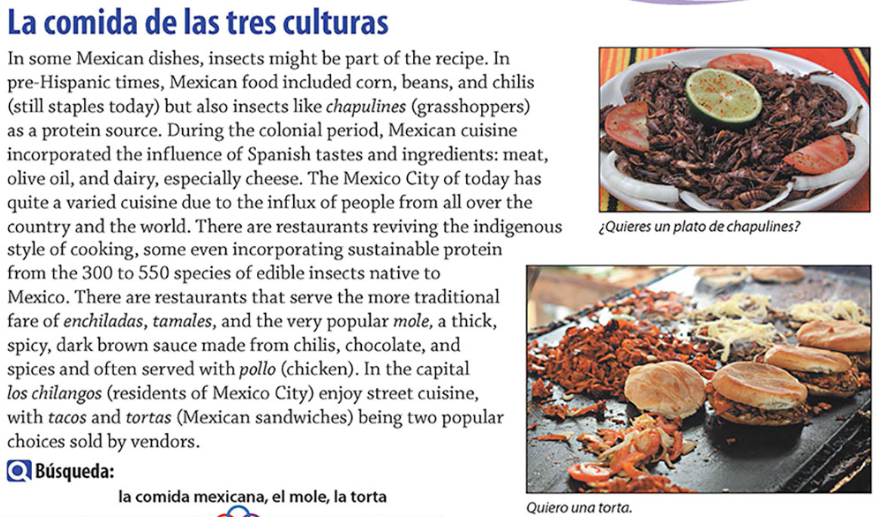 La comida de las tres culturas
In some Mexican dishes, insects might be part of the recipe. In
pre-Hispanic times, Mexican food included corn, beans, and chilis
(still staples today) but also insects like chapulines (grasshoppers)
as a protein source. During the colonial period, Mexican cuisine
incorporated the influence of Spanish tastes and ingredients: meat,
olive oil, and dairy, especially cheese. The Mexico City of today has
quite a varied cuisine due to the influx of people from all over the
country and the world. There are restaurants reviving the indigenous
style of cooking, some even incorporating sustainable protein
from the 300 to 550 species of edible insects native to
Mexico. There are restaurants that serve the more traditional
fare of enchiladas, tamales, and the very popular mole, a thick,
spicy, dark brown sauce made from chilis, chocolate, and
spices and often served with pollo (chicken). In the capital
los chilangos (residents of Mexico City) enjoy street cuisine,
with tacos and tortas (Mexican sandwiches) being two popular
choices sold by vendors.
Búsqueda:
la comida mexicana, el mole, la torta
¿Quieres un plato de chapulines?
Quiero una torta.